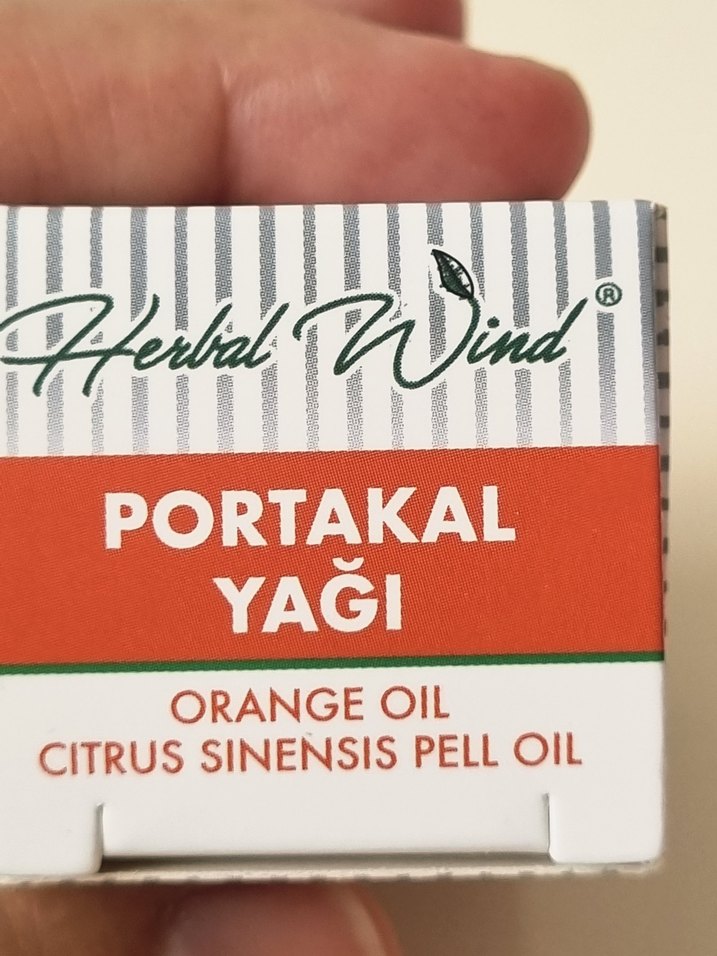 Herbal Wind®
PORTAKAL
YAĞI
ORANGE OIL
CITRUS SINENSIS PELL OIL